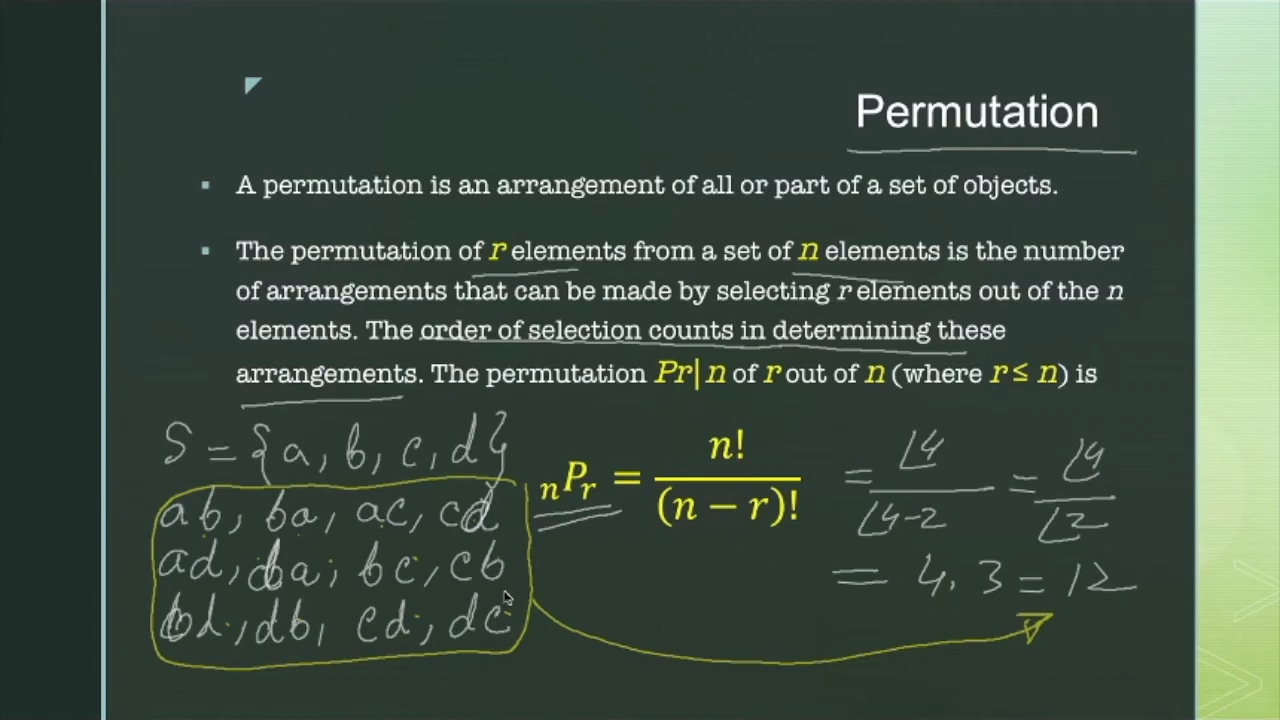 Permutation
A permutation is an arrangement of all or part of a set of objects.
The permutation of r elements from a set of n elements is the number
of arrangements that can be made by selecting r elements out of the n
elements. The order of selection counts in determining these
arrangements. The permutation Pr| n of r out of n (where r ≤ n) is
S = {a, b, c, d}
ab, ba, ac, cd
ad, da, bc, cb
bd, db, cd, dc
nPr = n! / (n − r)!
= ⌊4 / ⌊4-2 = ⌊4 / ⌊2
= 4.3 = 12